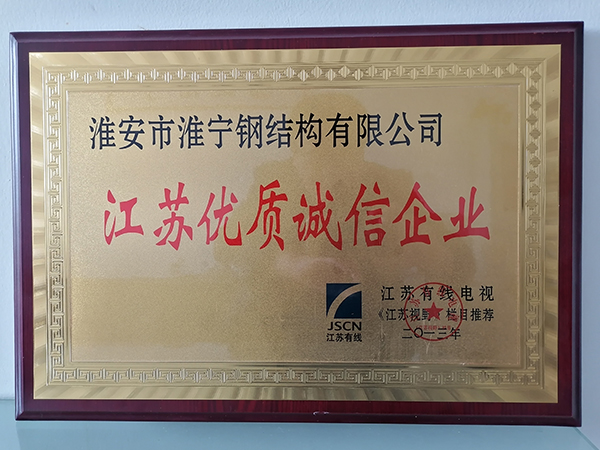 淮安市淮宁钢结构有限公司
江苏优质诚信企业
JSCN
江苏有线
江苏有线电视
《江苏视野》栏目推荐
二〇一三年